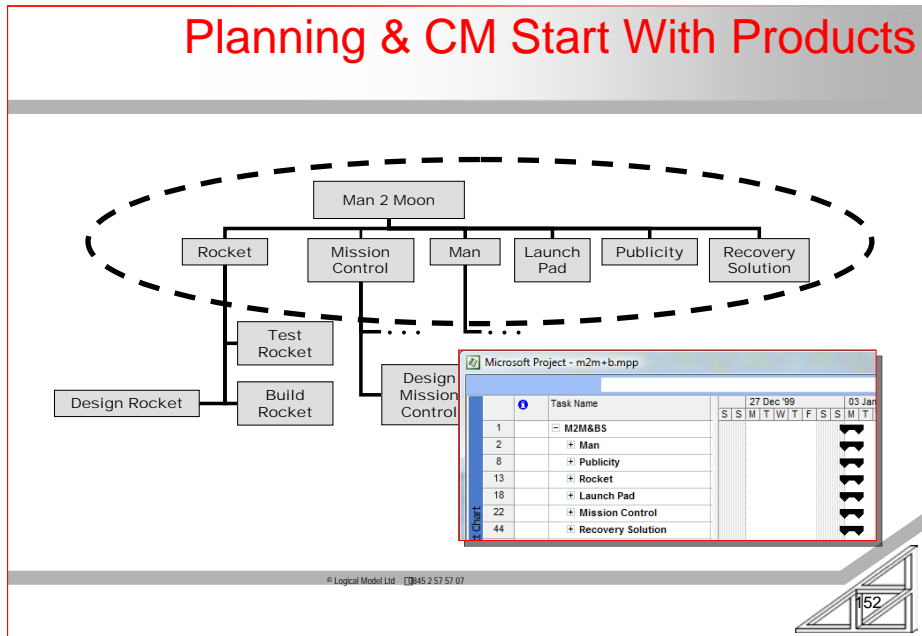 Planning & CM Start With Products
Man 2 Moon
Rocket
Mission
Control
Man
Launch
Pad
Publicity
Recovery
Solution
Test
Rocket
. . .
. . .
Design Rocket
Build
Rocket
Design
Mission
Control
Microsoft Project - m2m+b.mpp
Task Name
27 Dec '99
03 Jan
S S M T W T F S S M T
1 M2M&BS
2 Man
8 Publicity
13 Rocket
18 Launch Pad
22 Mission Control
44 Recovery Solution
t Chart
© Logical Model Ltd 0845 2 57 57 07
152